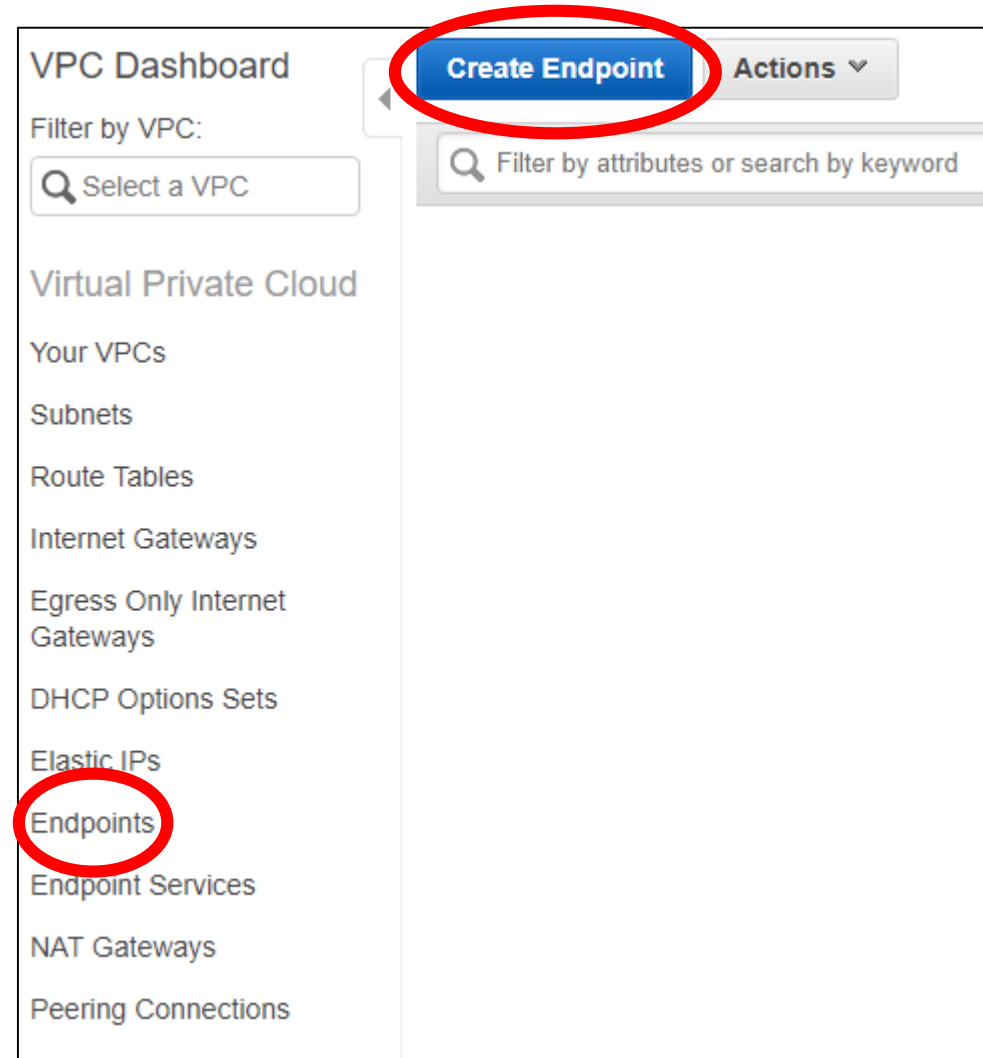 VPC Dashboard
Filter by VPC:
Select a VPC
Virtual Private Cloud
Your VPCs
Subnets
Route Tables
Internet Gateways
Egress Only Internet
Gateways
DHCP Options Sets
Elastic IPs
Endpoints
Endpoint Services
NAT Gateways
Peering Connections
Create Endpoint
Actions
Filter by attributes or search by keyword